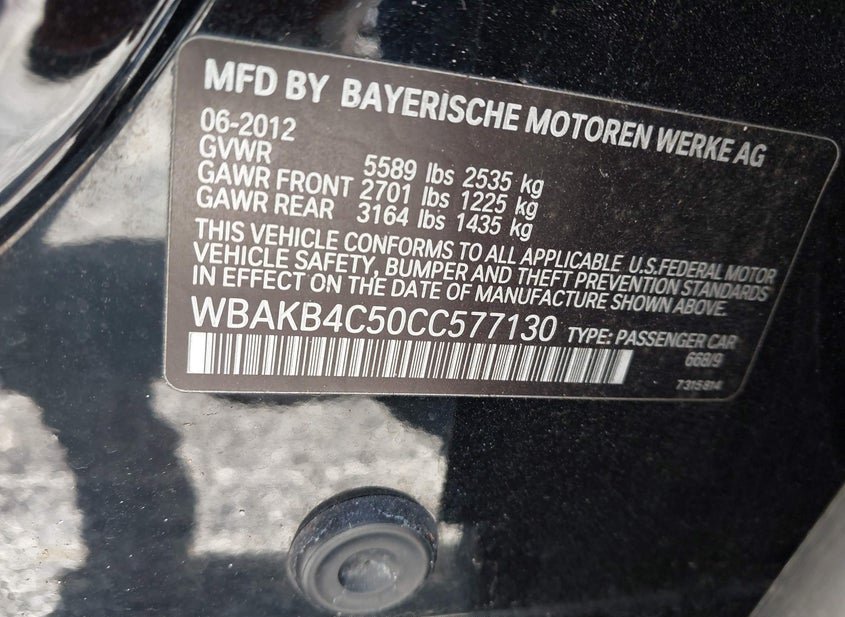 MFD BY BAYERISCHE MOTOREN WERKE AG
06-2012
GVWR 5589 lbs 2535 kg
GAWR FRONT 2701 lbs 1225 kg
GAWR REAR 3164 lbs 1435 kg
THIS VEHICLE CONFORMS TO ALL APPLICABLE U.S.FEDERAL MOTOR
VEHICLE SAFETY, BUMPER AND THEFT PREVENTION STANDARDS
IN EFFECT ON THE DATE OF MANUFACTURE SHOWN ABOVE.
WBAKB4C50CC577130 TYPE: PASSENGER CAR
668/9
7315814